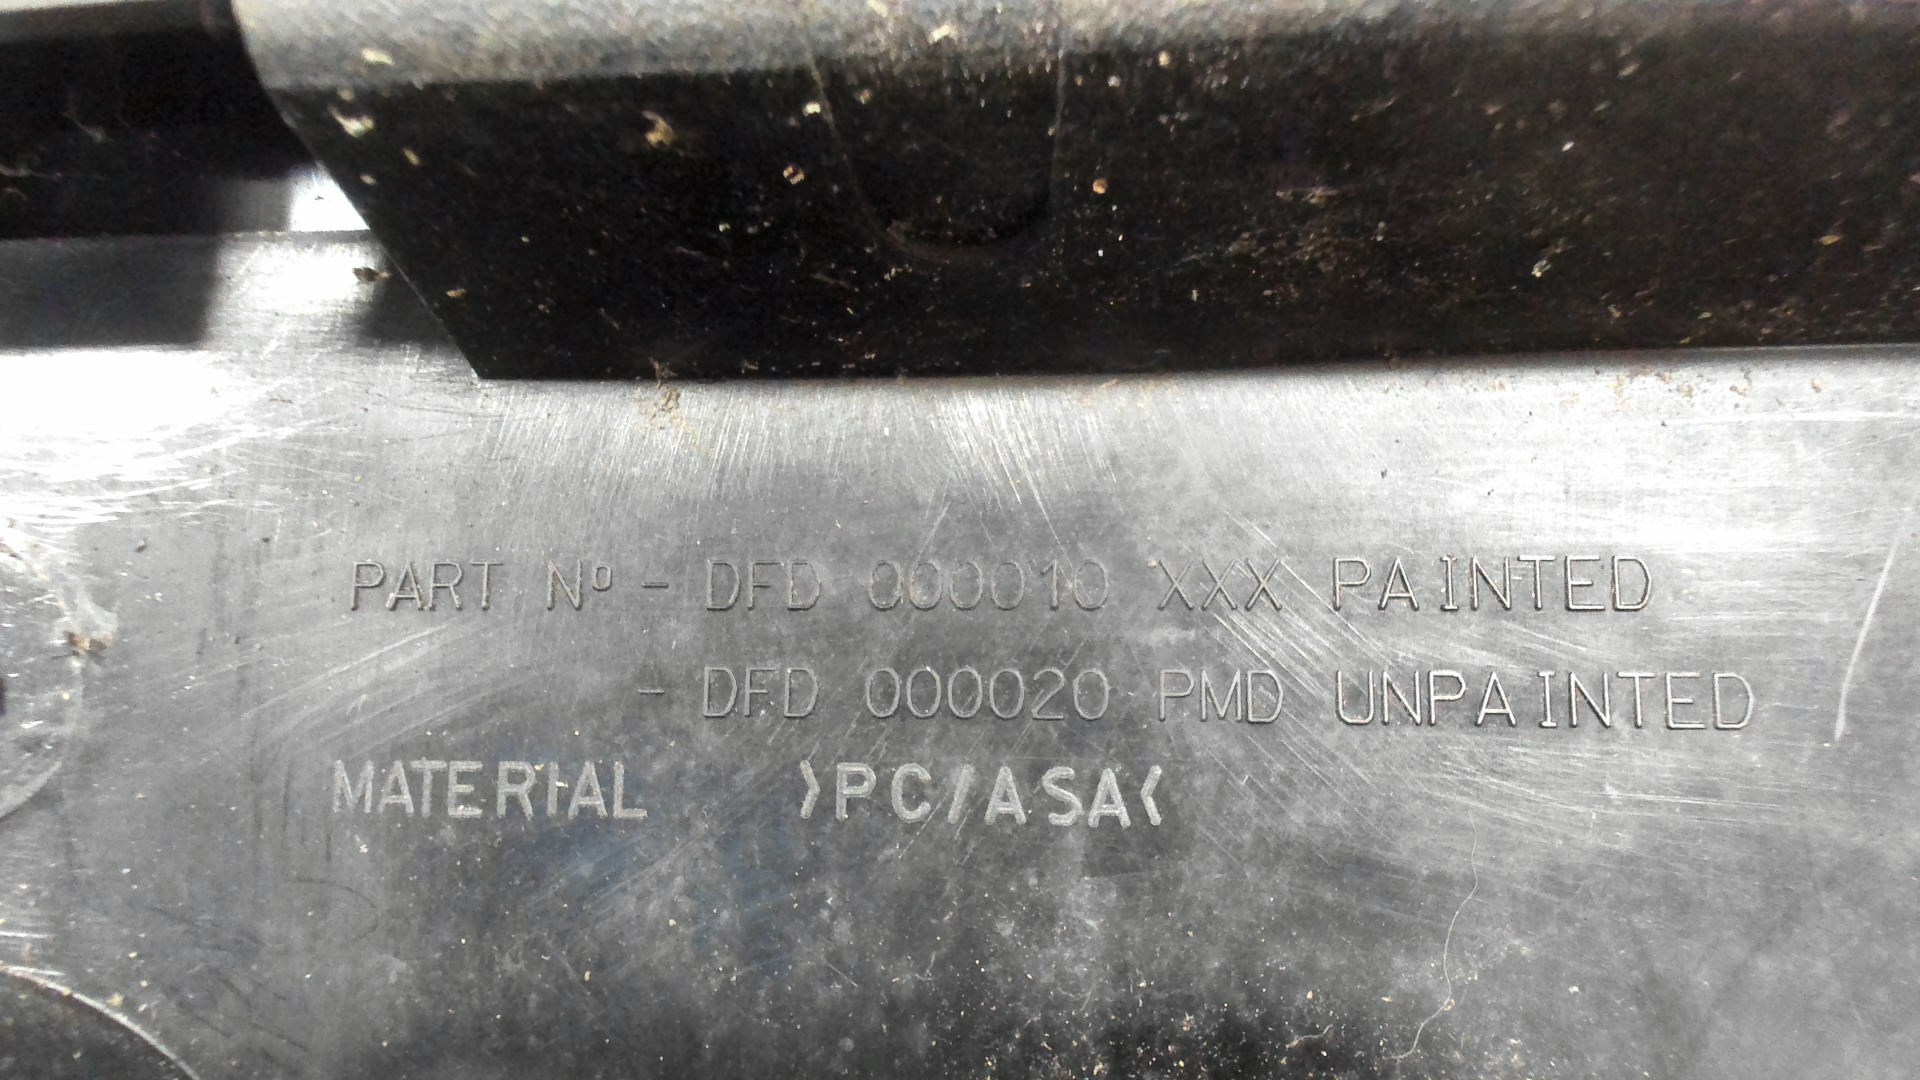 PART Nº - DFD 000010 XXX PAINTED
- DFD 000020 PMD UNPAINTED
MATERIAL >PC/ASA<